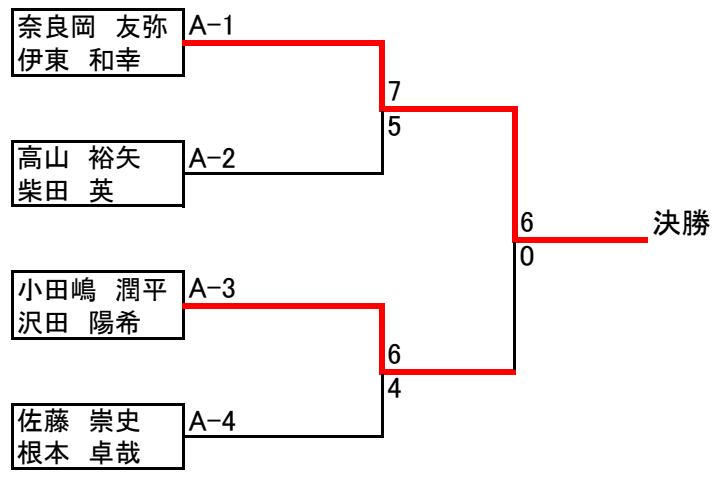 奈良岡　友弥
伊東　和幸
A-1
7
5
高山　裕矢
柴田　英
A-2
6
0
決勝
小田嶋　潤平
沢田　陽希
A-3
6
4
佐藤　崇史
根本　卓哉
A-4